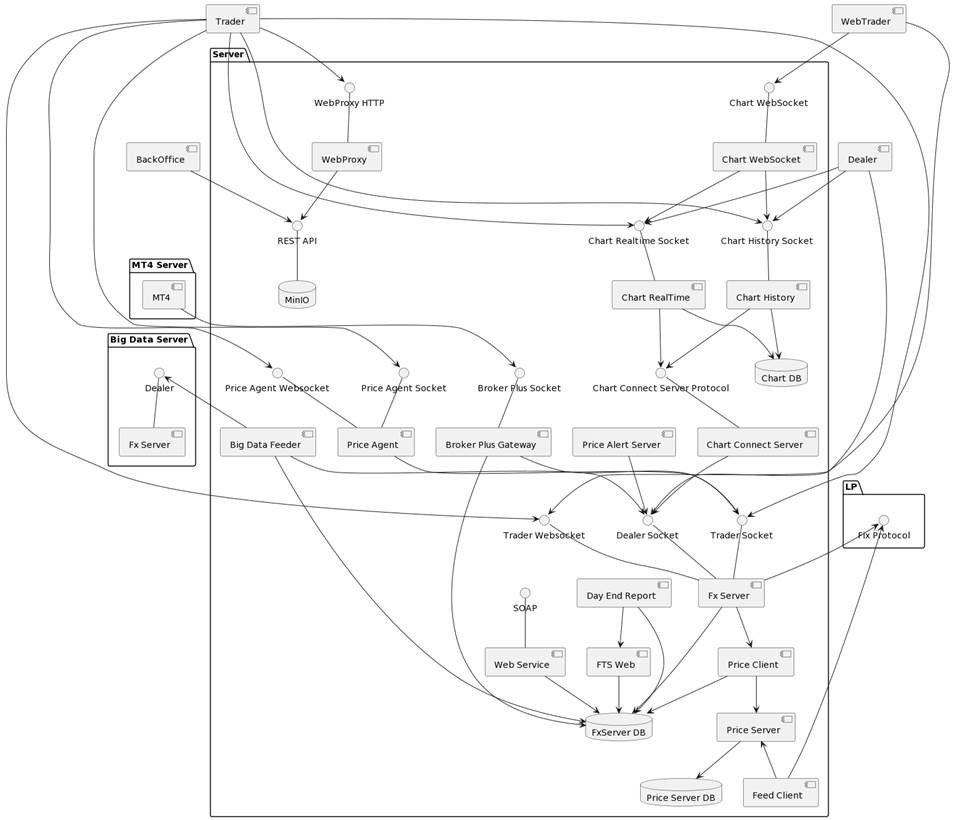 Trader
WebTrader
Server
WebProxy HTTP
Chart WebSocket
BackOffice
WebProxy
Chart WebSocket
Dealer
REST API
Chart Realtime Socket
Chart History Socket
MT4 Server
MT4
MinIO
Chart RealTime
Chart History
Big Data Server
Dealer
Price Agent Websocket
Price Agent Socket
Broker Plus Socket
Chart Connect Server Protocol
Chart DB
Fx Server
Big Data Feeder
Price Agent
Broker Plus Gateway
Price Alert Server
Chart Connect Server
LP
Trader Websocket
Dealer Socket
Trader Socket
Fix Protocol
SOAP
Day End Report
Fx Server
Web Service
FTS Web
Price Client
FxServer DB
Price Server
Price Server DB
Feed Client